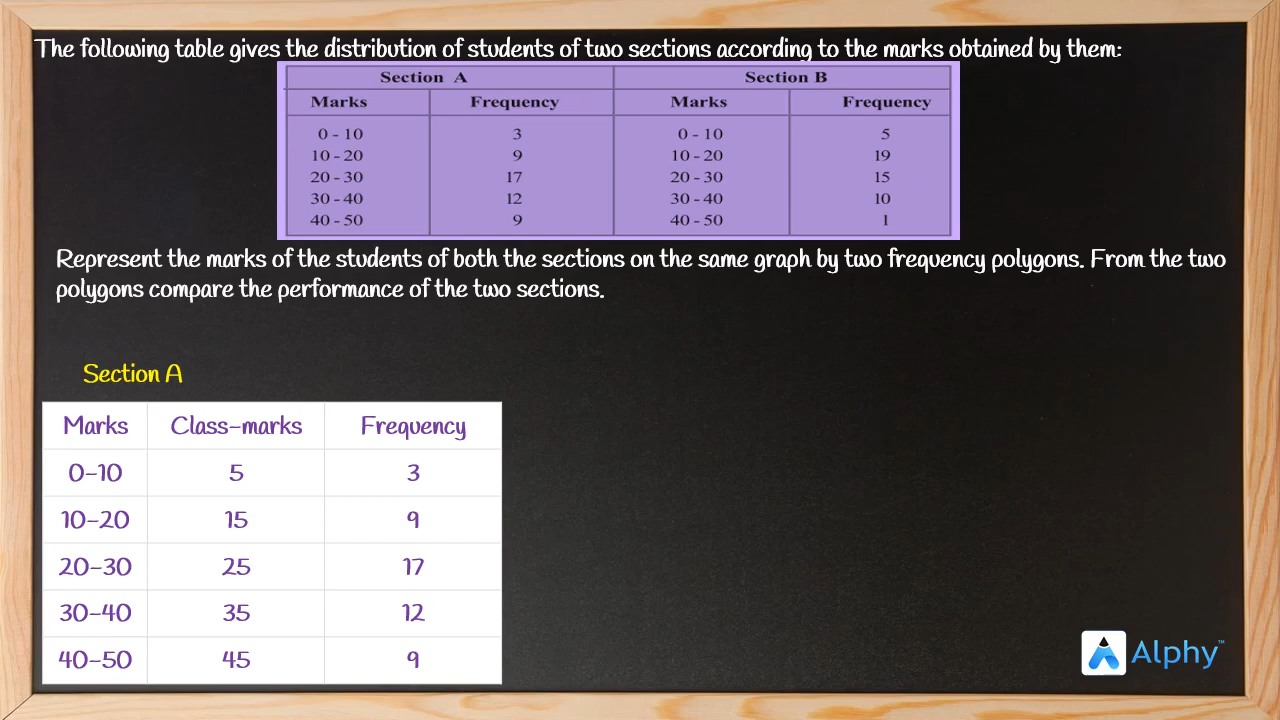 The following table gives the distribution of students of two sections according to the marks obtained by them:
Section A Section B
Marks Frequency Marks Frequency
0 - 10 3 0 - 10 5
10 - 20 9 10 - 20 19
20 - 30 17 20 - 30 15
30 - 40 12 30 - 40 10
40 - 50 9 40 - 50 1
Represent the marks of the students of both the sections on the same graph by two frequency polygons. From the two
polygons compare the performance of the two sections.
Section A
Marks Class-marks Frequency
0-10 5 3
10-20 15 9
20-30 25 17
30-40 35 12
40-50 45 9
Alphy™